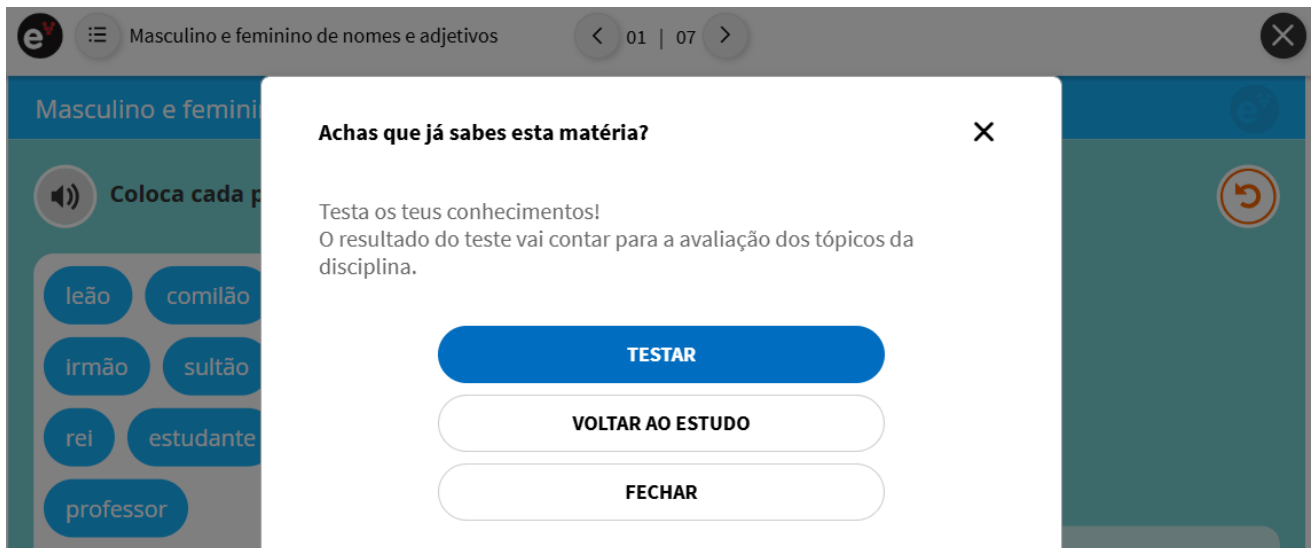 ev
Masculino e feminino de nomes e adjetivos
01 | 07
Masculino e femini
Achas que já sabes esta matéria?
Coloca cada p
Testa os teus conhecimentos!
O resultado do teste vai contar para a avaliação dos tópicos da
disciplina.
leão comilão
irmão sultão
rei estudante
professor
TESTAR
VOLTAR AO ESTUDO
FECHAR